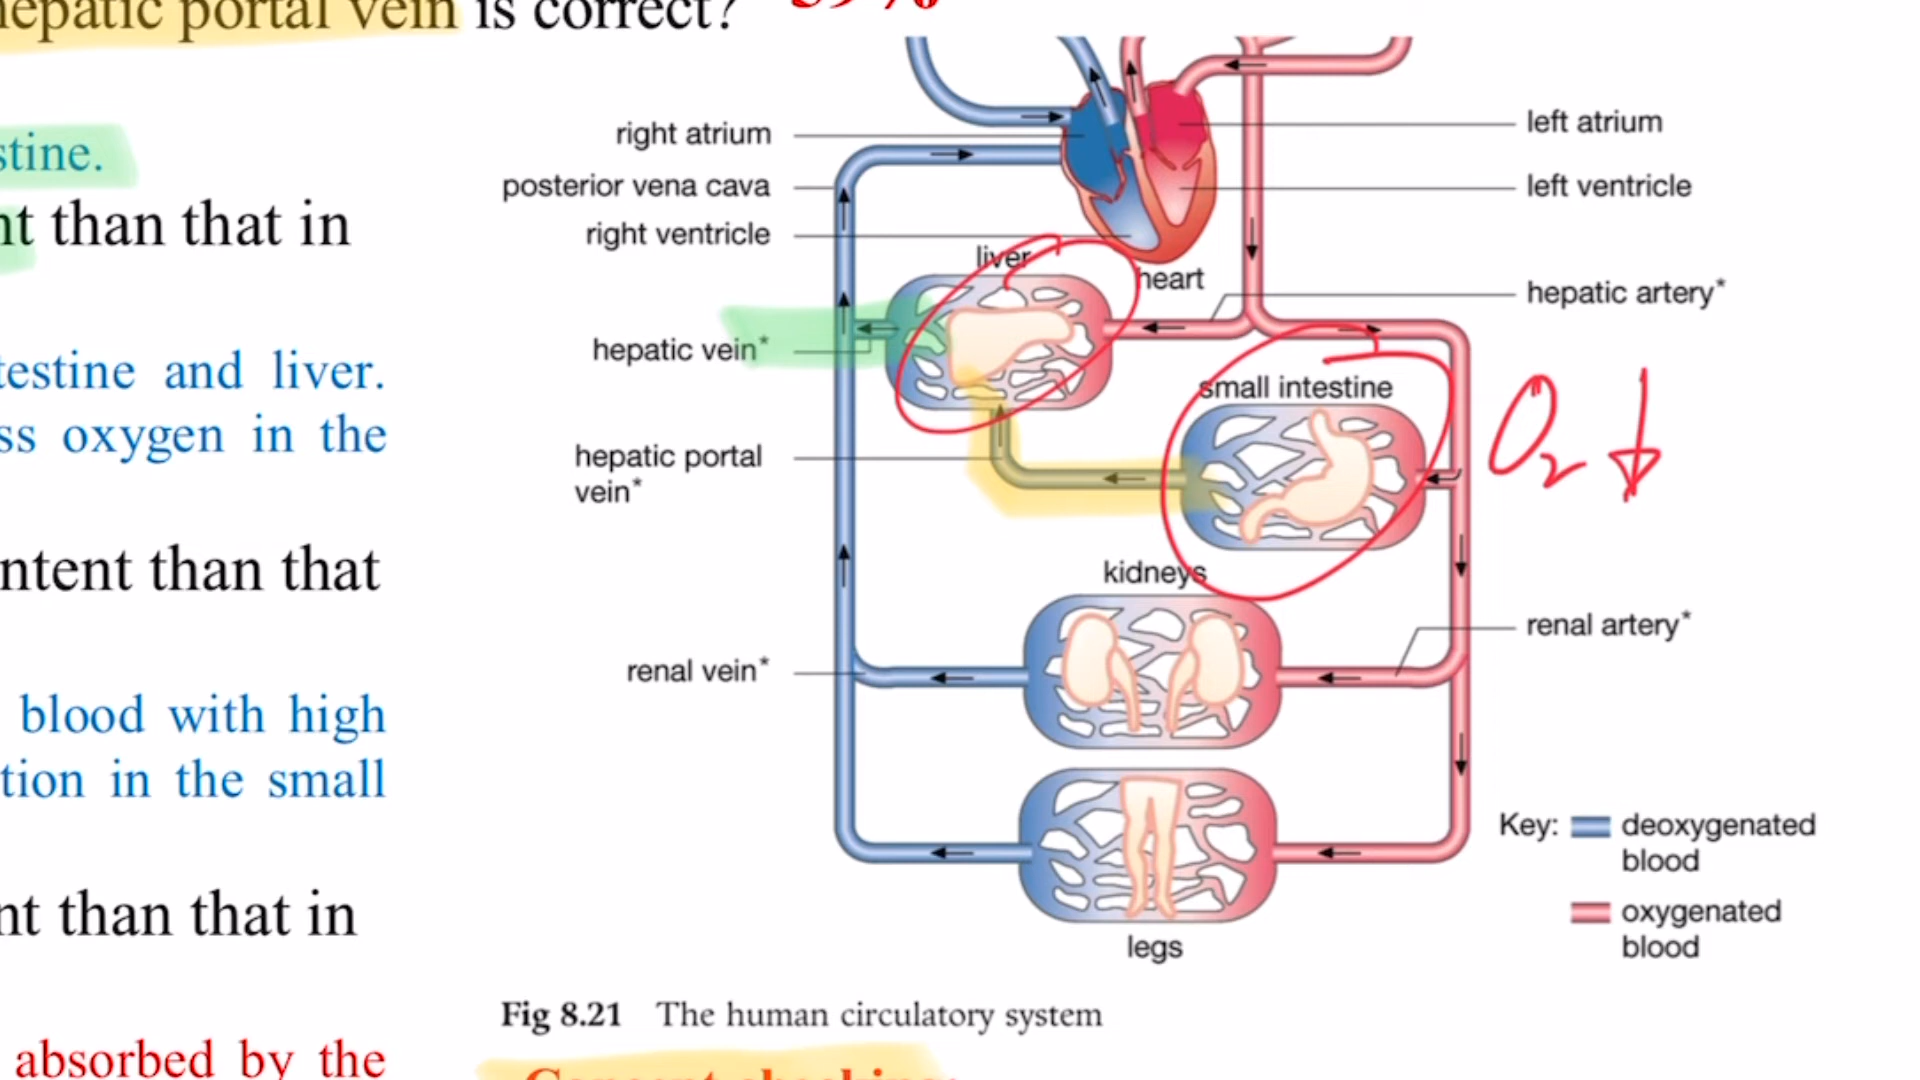 hepatic portal vein is correct?
stine.
nt than that in
testine and liver.
ss oxygen in the
ntent than that
blood with high
tion in the small
nt than that in
absorbed by the
right atrium
posterior vena cava
right ventricle
liver
heart
hepatic vein*
hepatic portal
vein*
renal vein*
left atrium
left ventricle
hepatic artery*
small intestine
O2 ↓
kidneys
renal artery*
legs
Key: deoxygenated
blood
oxygenated
blood
Fig 8.21 The human circulatory system